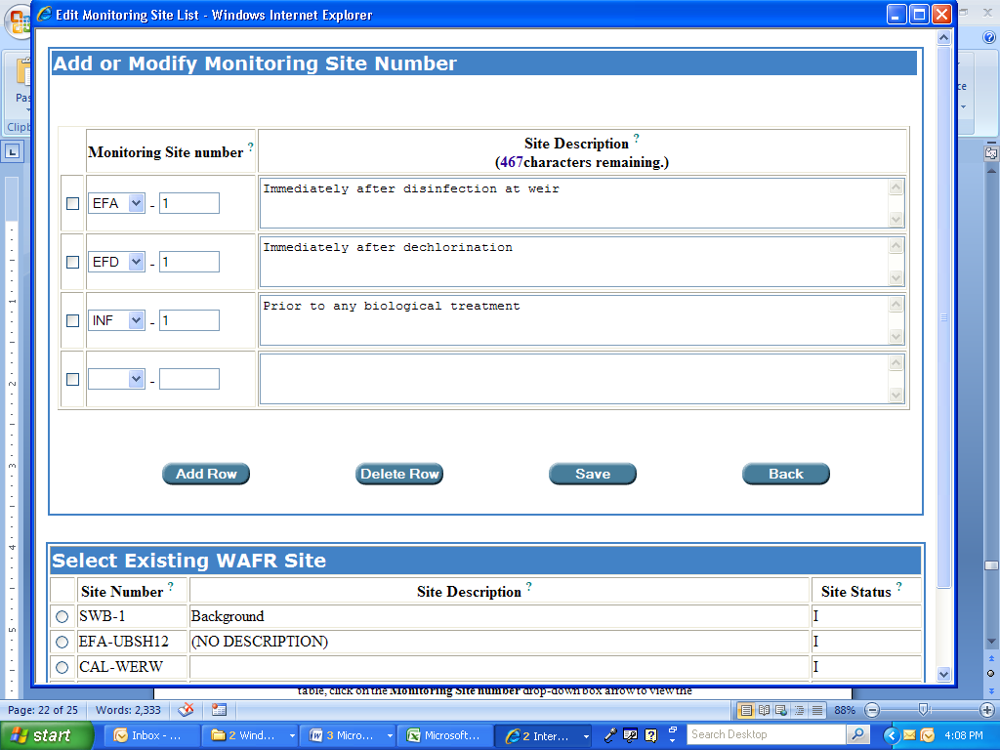 Edit Monitoring Site List - Windows Internet Explorer
Add or Modify Monitoring Site Number
Monitoring Site number ?
Site Description ?
(467characters remaining.)
EFA - 1
Immediately after disinfection at weir
EFD - 1
Immediately after dechlorination
INF - 1
Prior to any biological treatment
-
Add Row Delete Row Save Back
Select Existing WAFR Site
Site Number ? Site Description ? Site Status ?
SWB-1 Background I
EFA-UBSH12 (NO DESCRIPTION) I
CAL-WERW I
table, click on the Monitoring Site number drop-down box arrow to view the
Page: 22 of 25 Words: 2,333 88%
start Inbox - ... 2 Wind... 3 Micro... Microsoft... 2 Inter... Search Desktop 4:08 PM